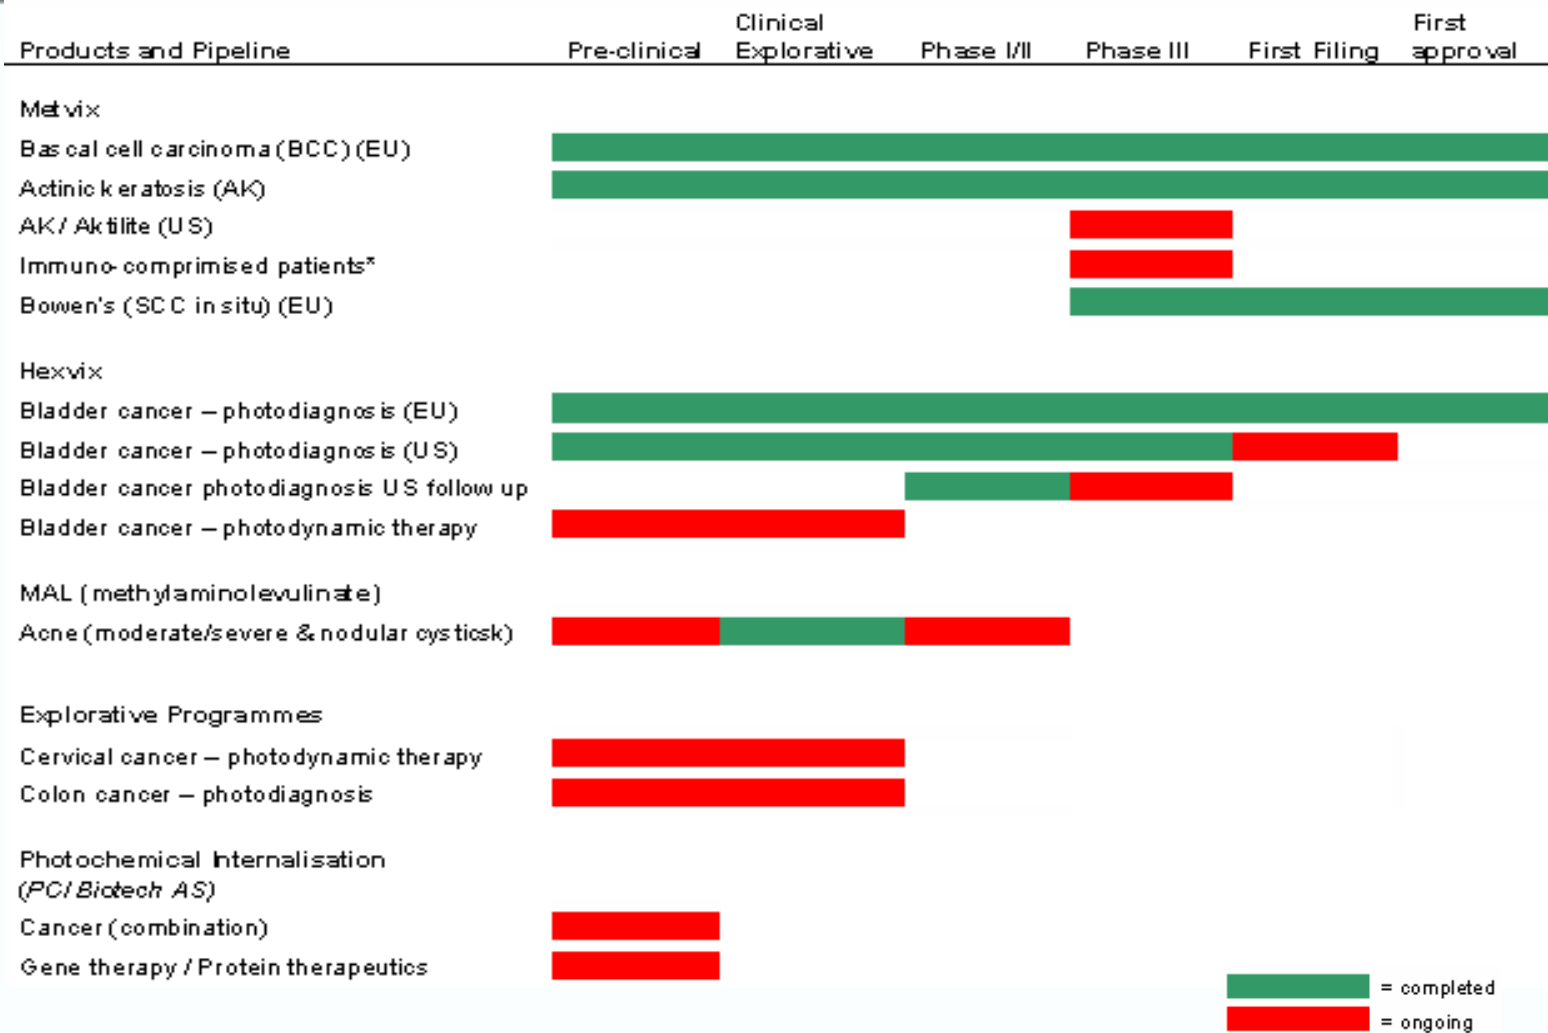 Products and Pipeline Pre-clinical Clinical Explorative Phase I/II Phase III First Filing First approval
Metvix
Bascal cell carcinoma (BCC) (EU)
Actinic keratosis (AK)
AK / Aktilite (US)
Immuno-comprimised patients*
Bowen's (SCC in situ) (EU)
Hexvix
Bladder cancer – photodiagnosis (EU)
Bladder cancer – photodiagnosis (US)
Bladder cancer photodiagnosis US follow up
Bladder cancer – photodynamic therapy
MAL (methylaminolevulinate)
Acne (moderate/severe & nodular cysticsk)
Explorative Programmes
Cervical cancer – photodynamic therapy
Colon cancer – photodiagnosis
Photochemical Internalisation
(PCI Biotech AS)
Cancer (combination)
Gene therapy / Protein therapeutics
= completed
= ongoing